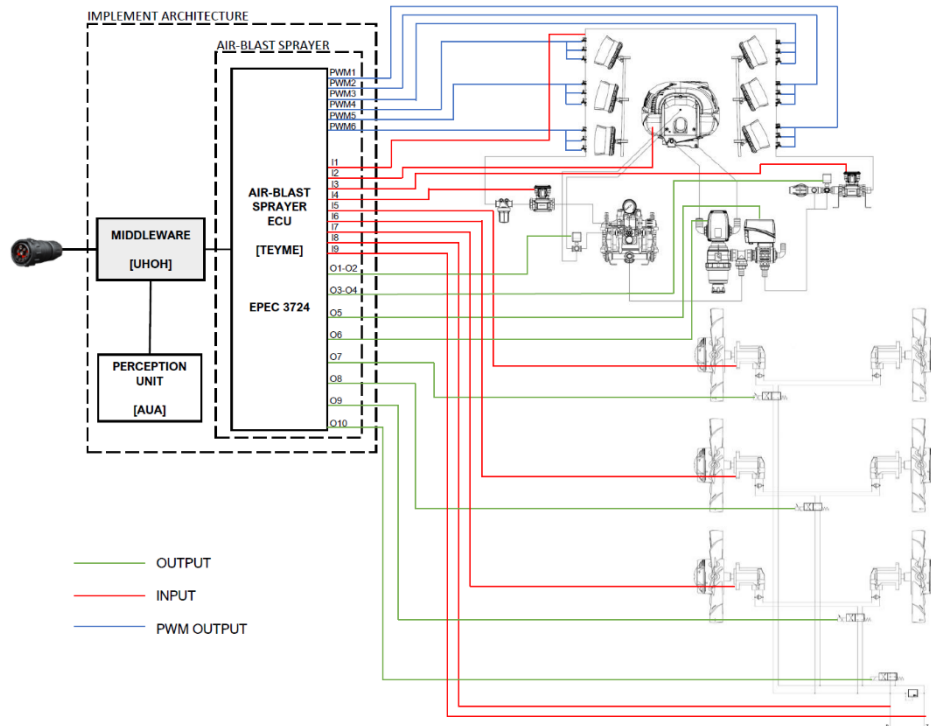 IMPLEMENT ARCHITECTURE
AIR-BLAST SPRAYER
PWM1
PWM2
PWM3
PWM4
PWM5
PWM6
I1
I2
I3
I4
I5
I6
I7
I8
I9
O1-O2
O3-O4
O5
O6
O7
O8
O9
O10
AIR-BLAST
SPRAYER
ECU
[TEYME]
EPEC 3724
MIDDLEWARE
[UHOH]
PERCEPTION
UNIT
[AUA]
OUTPUT
INPUT
PWM OUTPUT